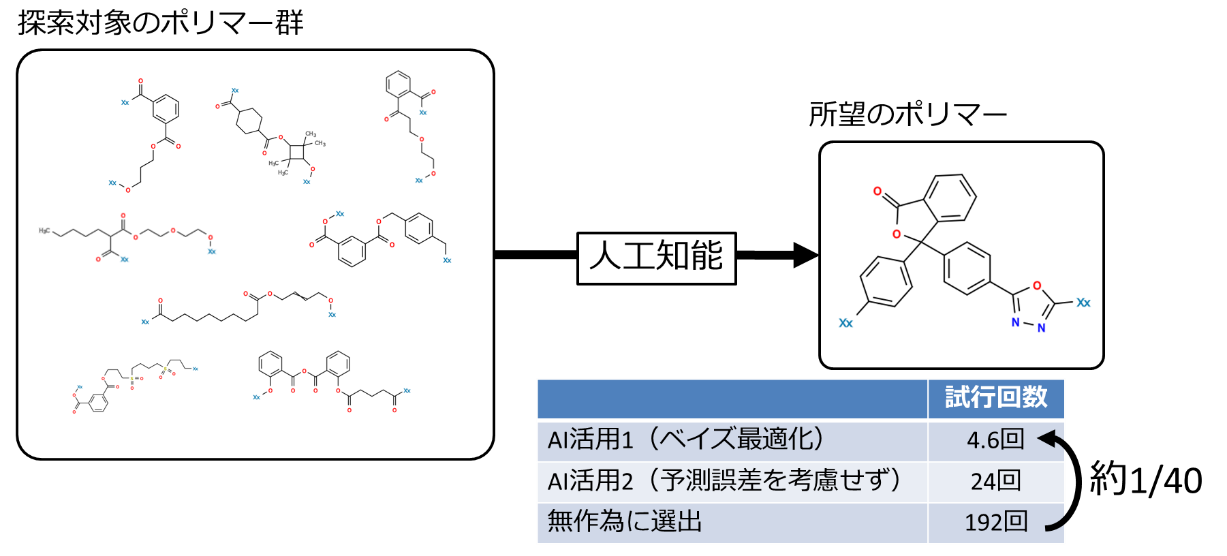 探索対象のポリマー群
所望のポリマー
人工知能
試行回数
AI活用1（ベイズ最適化） 4.6回
AI活用2（予測誤差を考慮せず） 24回
無作為に選出 192回
約1/40